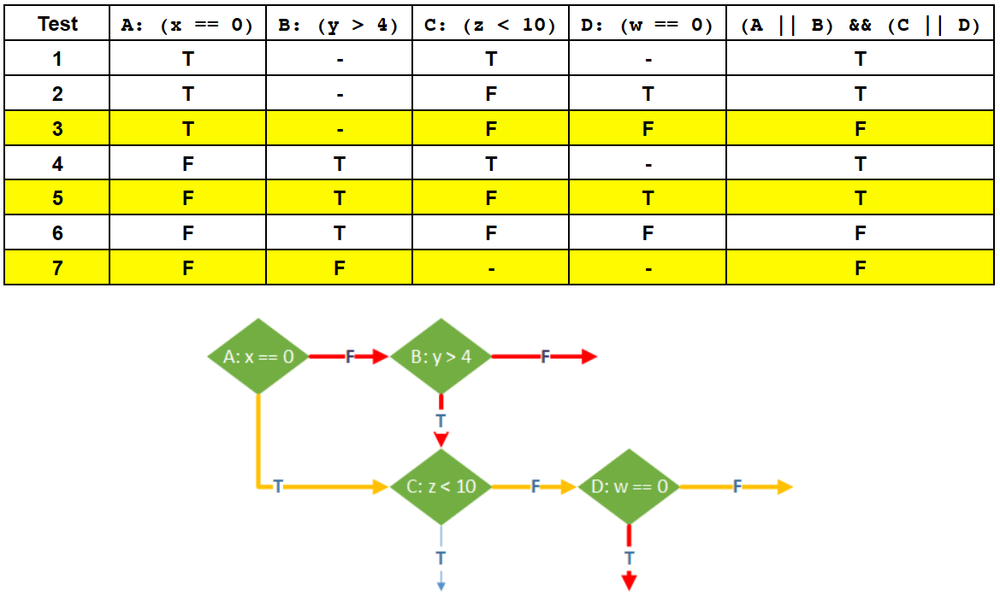 Test A: (x == 0) B: (y > 4) C: (z < 10) D: (w == 0) (A || B) && (C || D)
1 T - T - T
2 T - F T T
3 T - F F F
4 F T T - T
5 F T F T T
6 F T F F F
7 F F - - F
A: x == 0 F B: y > 4 F
T
T C: z < 10 F D: w == 0 F
T T